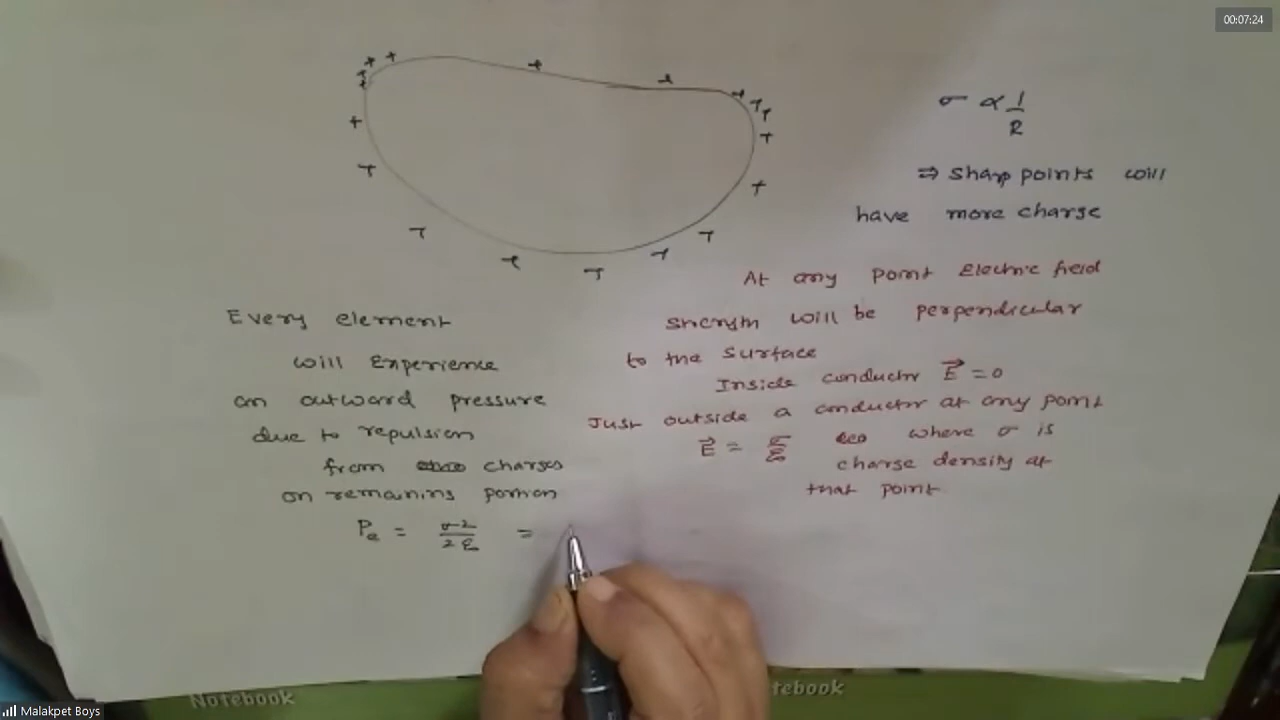 00:07:24
σ ∝ 1/R
⇒ Sharp points will
have more charge
At any point Electric field
strength will be perpendicular
to the surface
Inside conductor E⃗ = 0
Just outside a conductor at any point
E⃗ = σ/ε₀ where σ is
charge density at
that point
Every element
will Experience
an outward pressure
due to repulsion
from charges
on remaining portion
Pe = σ²/2ε₀ =
Notebook
tebook
Malakpet Boys